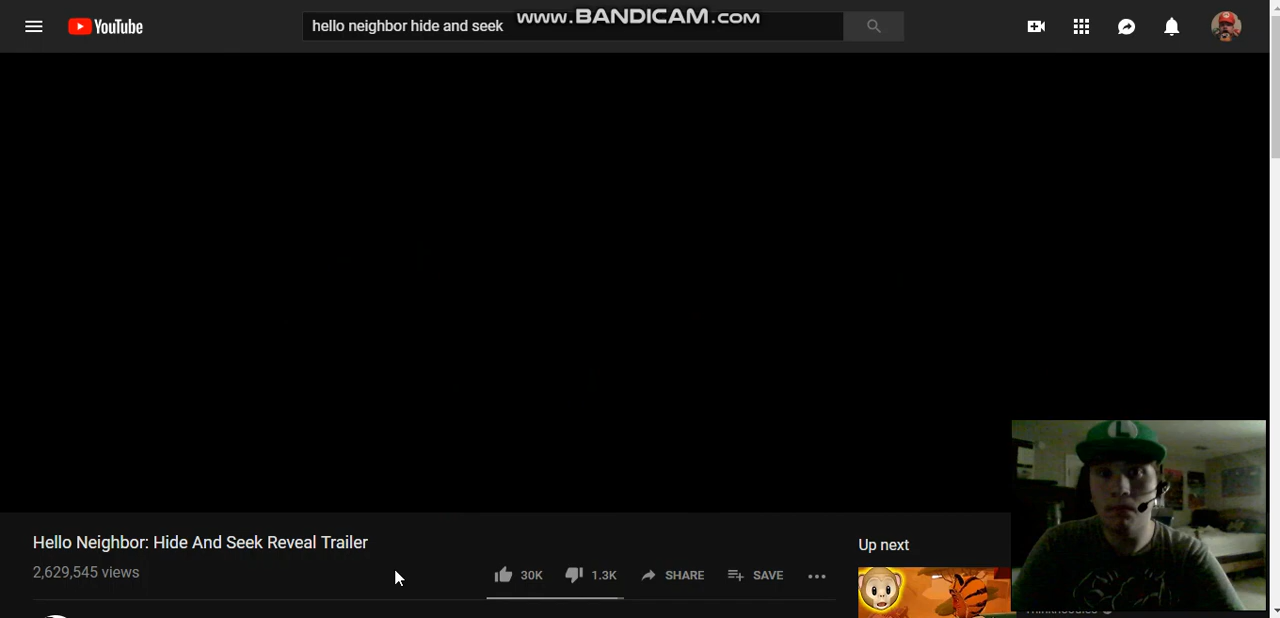 www.BANDICAM.com
YouTube
hello neighbor hide and seek
L
Hello Neighbor: Hide And Seek Reveal Trailer
2,629,545 views
30K
1.3K
SHARE
SAVE
Up next